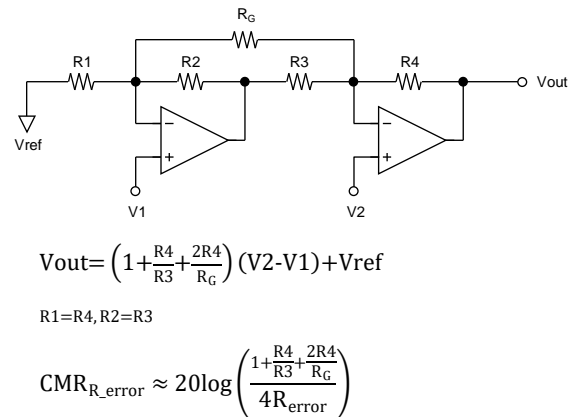 R_G
R1 R2 R3 R4
Vout
Vref
− −
+ +
V1 V2
Vout= (1+R4/R3+2R4/R_G) (V2-V1)+Vref
R1=R4, R2=R3
CMR_R_error ≈ 20log ((1+R4/R3+2R4/R_G)/(4R_error))